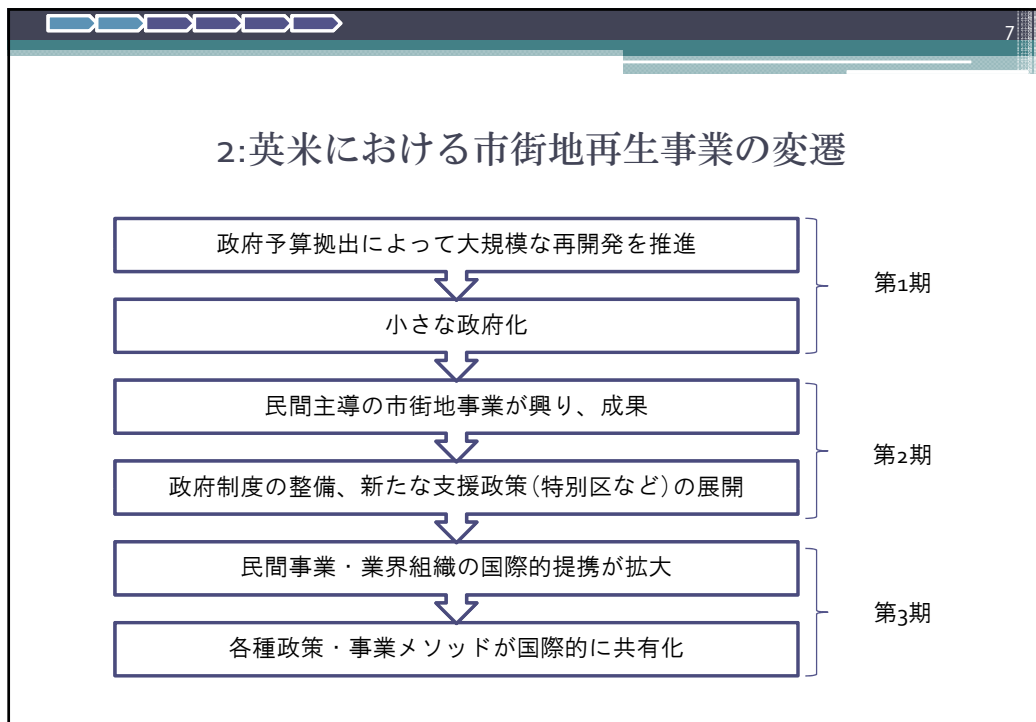 7
2:英米における市街地再生事業の変遷
政府予算拠出によって大規模な再開発を推進
第1期
小さな政府化
民間主導の市街地事業が興り、成果
第2期
政府制度の整備、新たな支援政策(特別区など)の展開
民間事業・業界組織の国際的提携が拡大
第3期
各種政策・事業メソッドが国際的に共有化